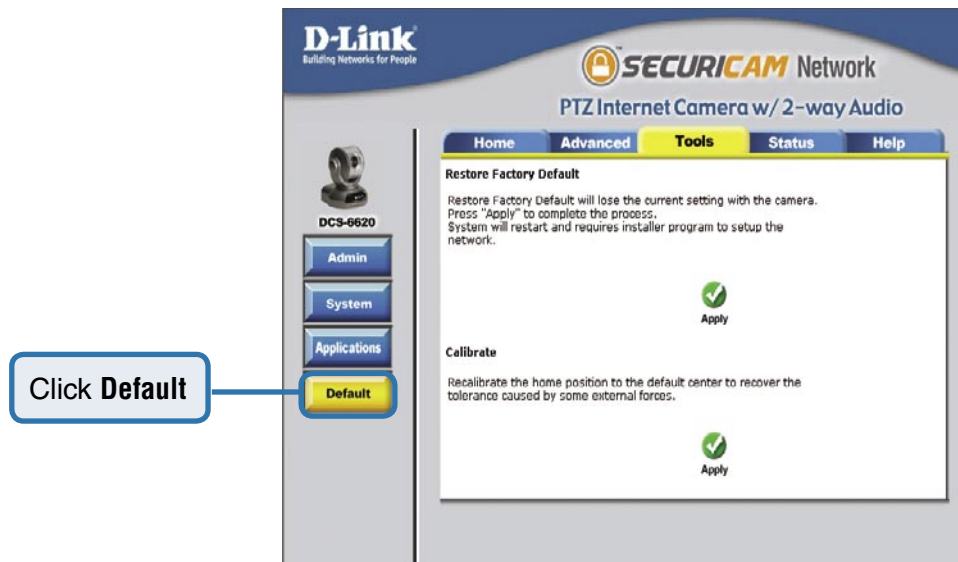 D-Link
Building Networks for People
SECURICAM Network
PTZ Internet Camera w/ 2-way Audio
Home Advanced Tools Status Help
DCS-6620
Admin
System
Applications
Default
Click Default
Restore Factory Default
Restore Factory Default will lose the current setting with the camera.
Press "Apply" to complete the process.
System will restart and requires installer program to setup the
network.
Apply
Calibrate
Recalibrate the home position to the default center to recover the
tolerance caused by some external forces.
Apply